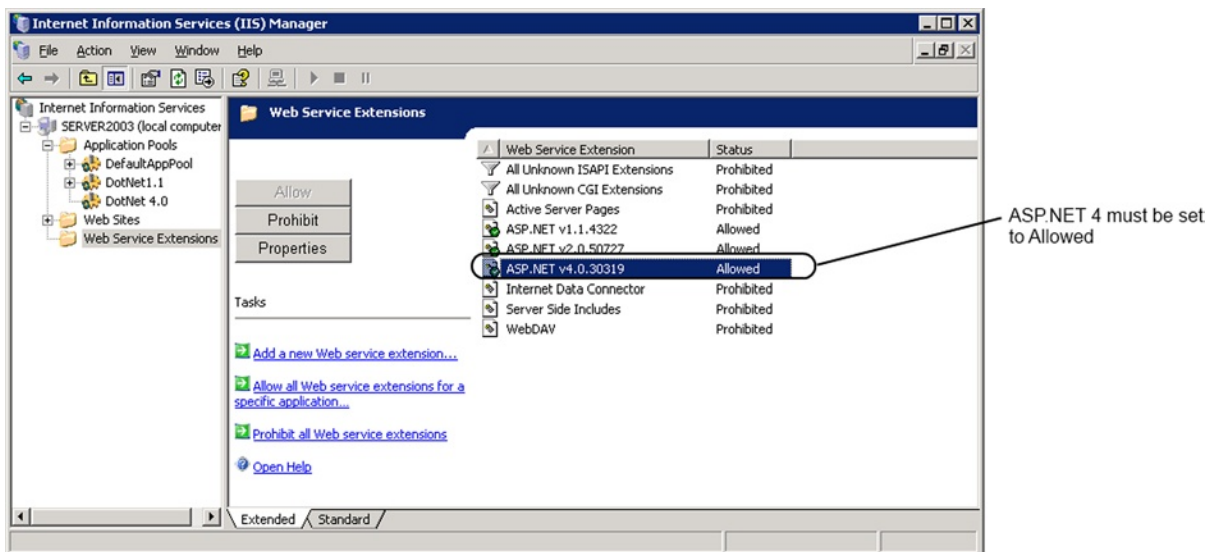 Internet Information Services (IIS) Manager
File Action View Window Help
Internet Information Services
SERVER2003 (local computer
Application Pools
DefaultAppPool
DotNet1.1
DotNet 4.0
Web Sites
Web Service Extensions
Web Service Extensions
Allow
Prohibit
Properties
Tasks
Add a new Web service extension...
Allow all Web service extensions for a
specific application...
Prohibit all Web service extensions
Open Help
Web Service Extension Status
All Unknown ISAPI Extensions Prohibited
All Unknown CGI Extensions Prohibited
Active Server Pages Prohibited
ASP.NET v1.1.4322 Allowed
ASP.NET v2.0.50727 Allowed
ASP.NET v4.0.30319 Allowed
Internet Data Connector Prohibited
Server Side Includes Prohibited
WebDAV Prohibited
Extended Standard
ASP.NET 4 must be set
to Allowed